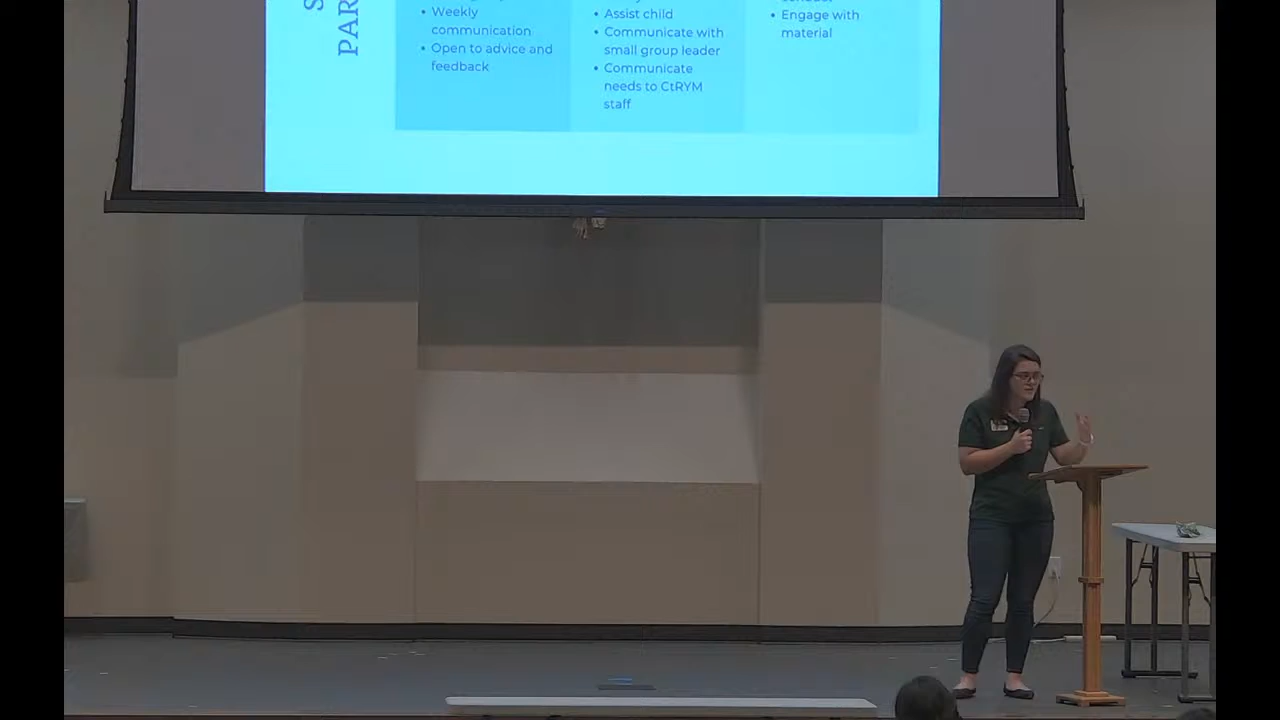 S
PAR
• Weekly
communication
• Open to advice and
feedback
• Assist child
• Communicate with
small group leader
• Communicate
needs to CtRYM
staff
• Engage with
material